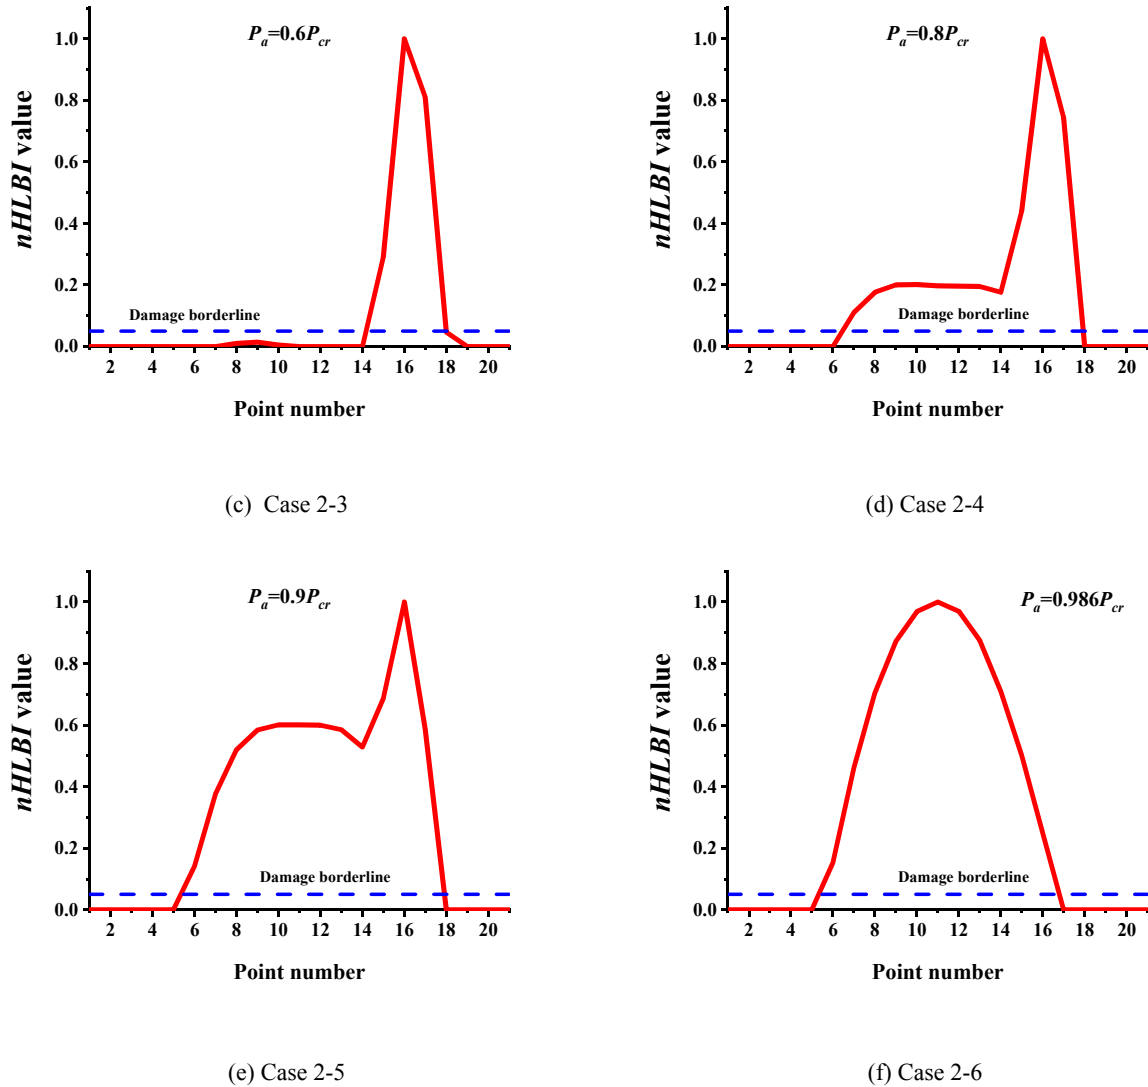 P_a=0.6P_cr
nHLBI value
1.0
0.8
0.6
0.4
0.2
0.0
Damage borderline
2 4 6 8 10 12 14 16 18 20
Point number
(c) Case 2-3
P_a=0.8P_cr
nHLBI value
1.0
0.8
0.6
0.4
0.2
0.0
Damage borderline
2 4 6 8 10 12 14 16 18 20
Point number
(d) Case 2-4
P_a=0.9P_cr
nHLBI value
1.0
0.8
0.6
0.4
0.2
0.0
Damage borderline
2 4 6 8 10 12 14 16 18 20
Point number
(e) Case 2-5
P_a=0.986P_cr
nHLBI value
1.0
0.8
0.6
0.4
0.2
0.0
Damage borderline
2 4 6 8 10 12 14 16 18 20
Point number
(f) Case 2-6